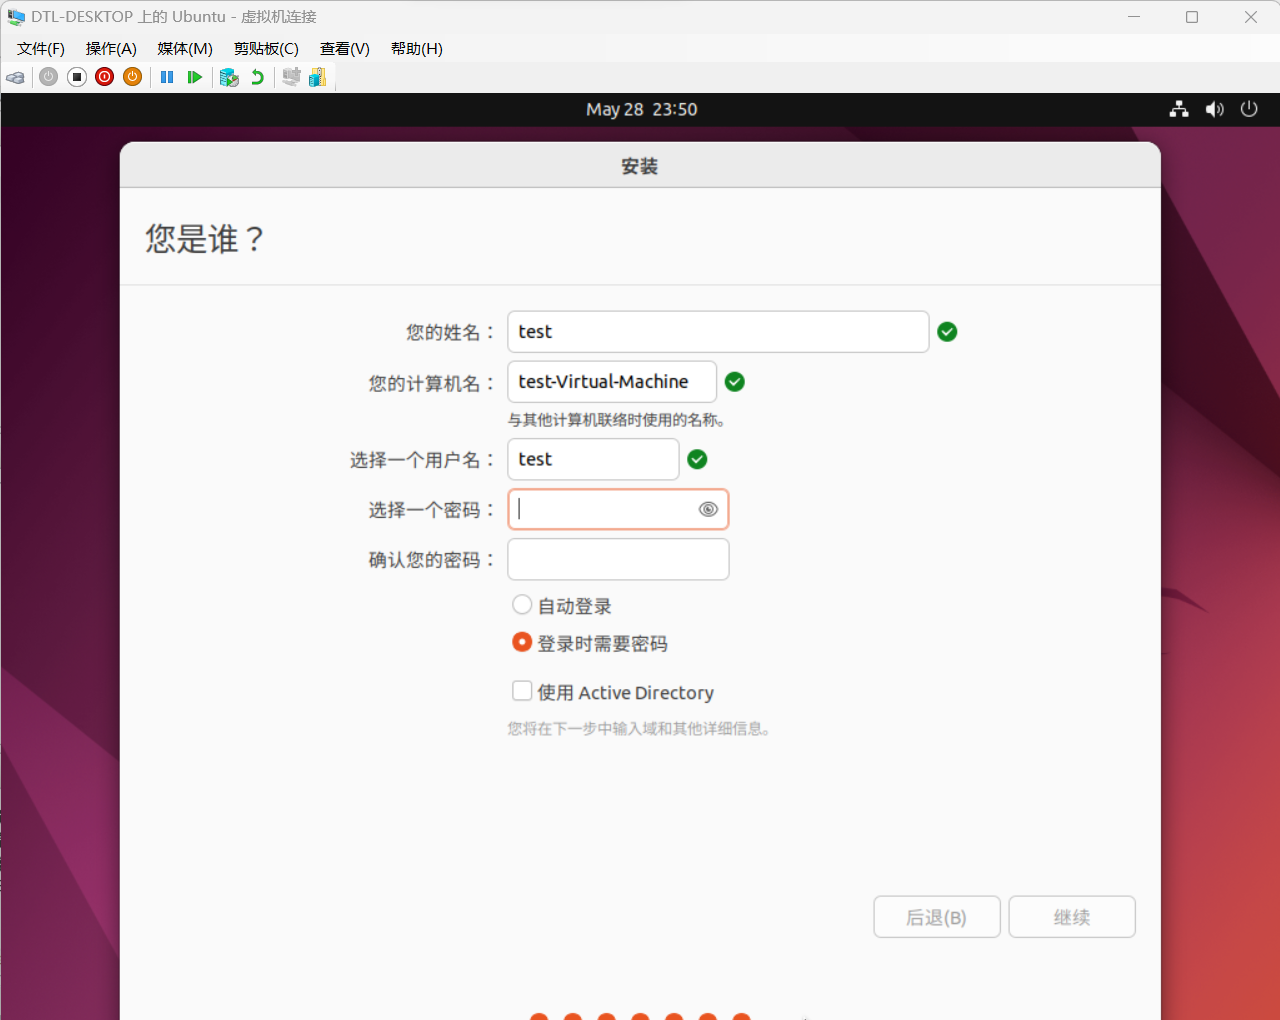 DTL-DESKTOP 上的 Ubuntu - 虚拟机连接
文件(F) 操作(A) 媒体(M) 剪贴板(C) 查看(V) 帮助(H)
May 28 23:50
安装
您是谁？
您的姓名： test
您的计算机名： test-Virtual-Machine
与其他计算机联络时使用的名称。
选择一个用户名： test
选择一个密码：
确认您的密码：
自动登录
登录时需要密码
使用 Active Directory
您将在下一步中输入域和其他详细信息。
后退(B) 继续